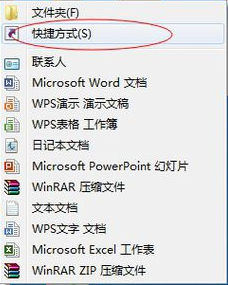 文件夹(F)
快捷方式(S)
联系人
Microsoft Word 文档
WPS演示 演示文稿
WPS表格 工作簿
日记本文档
Microsoft PowerPoint 幻灯片
WinRAR 压缩文件
文本文档
WPS文字 文档
Microsoft Excel 工作表
WinRAR ZIP 压缩文件